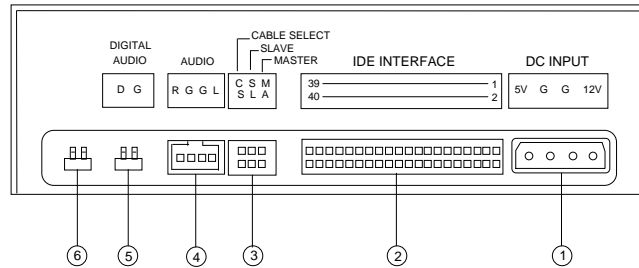 CABLE SELECT
SLAVE
MASTER
DIGITAL
AUDIO
AUDIO
IDE INTERFACE
DC INPUT
D G
R G G L
C S M
S L A
39 1
40 2
5V G G 12V
6 5 4 3 2 1